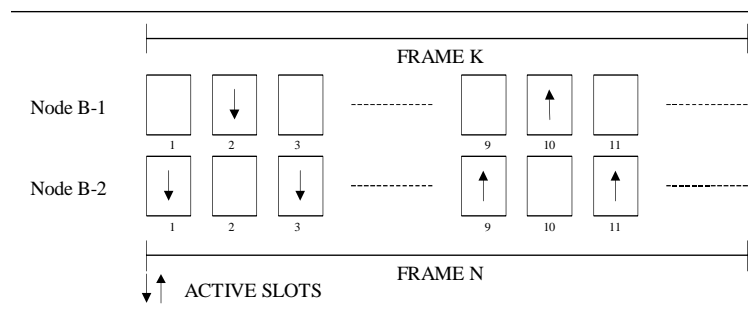 FRAME K
Node B-1
1 2 3 9 10 11
Node B-2
1 2 3 9 10 11
FRAME N
ACTIVE SLOTS